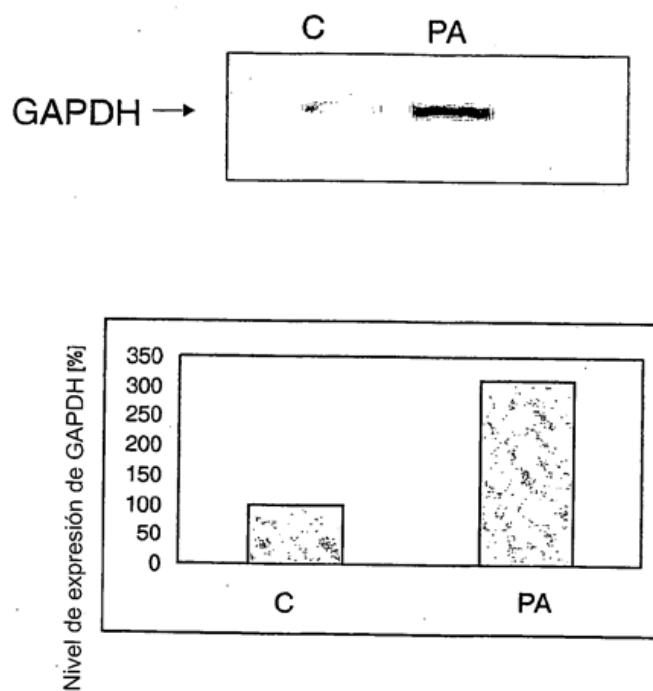 C PA
GAPDH →
Nivel de expresión de GAPDH [%]
350
300
250
200
150
100
50
0
C PA